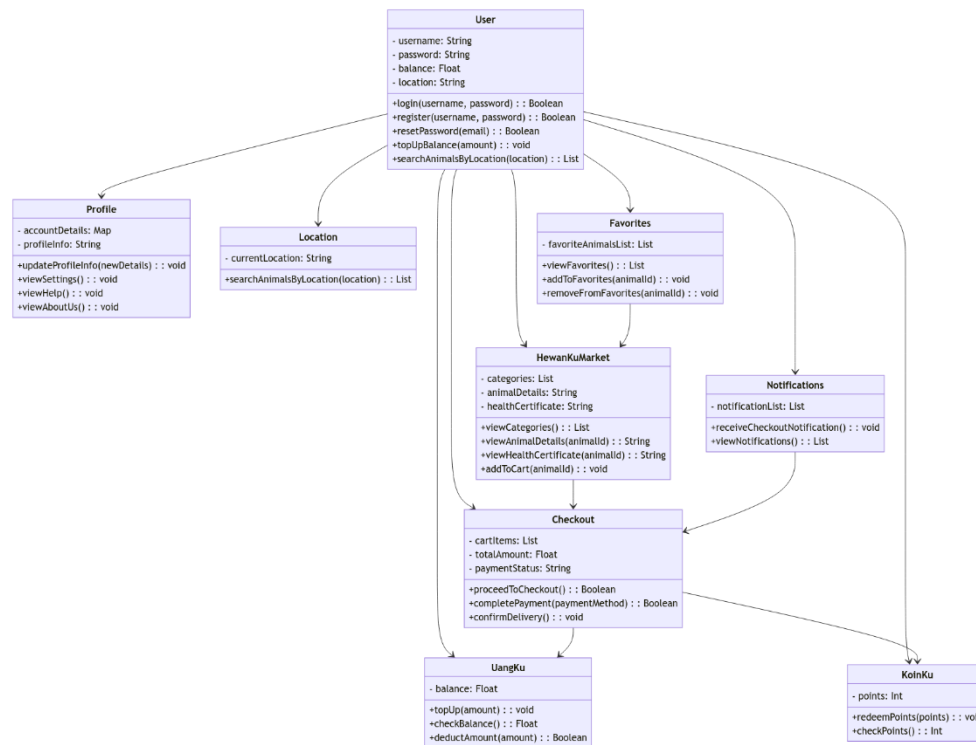 User
- username: String
- password: String
- balance: Float
- location: String
+login(username, password) : : Boolean
+register(username, password) : : Boolean
+resetPassword(email) : : Boolean
+topUpBalance(amount) : : void
+searchAnimalsByLocation(location) : : List
Profile
- accountDetails: Map
- profileInfo: String
+updateProfileInfo(newDetails) : : void
+viewSettings() : : void
+viewHelp() : : void
+viewAboutUs() : : void
Location
- currentLocation: String
+searchAnimalsByLocation(location) : : List
Favorites
- favoriteAnimalsList: List
+viewFavorites() : : List
+addToFavorites(animalId) : : void
+removeFromFavorites(animalId) : : void
HewanKuMarket
- categories: List
- animalDetails: String
- healthCertificate: String
+viewCategories() : : List
+viewAnimalDetails(animalId) : : String
+viewHealthCertificate(animalId) : : String
+addToCart(animalId) : : void
Notifications
- notificationList: List
+receiveCheckoutNotification() : : void
+viewNotifications() : : List
Checkout
- cartItems: List
- totalAmount: Float
- paymentStatus: String
+proceedToCheckout() : : Boolean
+completePayment(paymentMethod) : : Boolean
+confirmDelivery() : : void
UangKu
- balance: Float
+topUp(amount) : : void
+checkBalance() : : Float
+deductAmount(amount) : : Boolean
KoinKu
- points: Int
+redeemPoints(points) : : voi
+checkPoints() : : Int